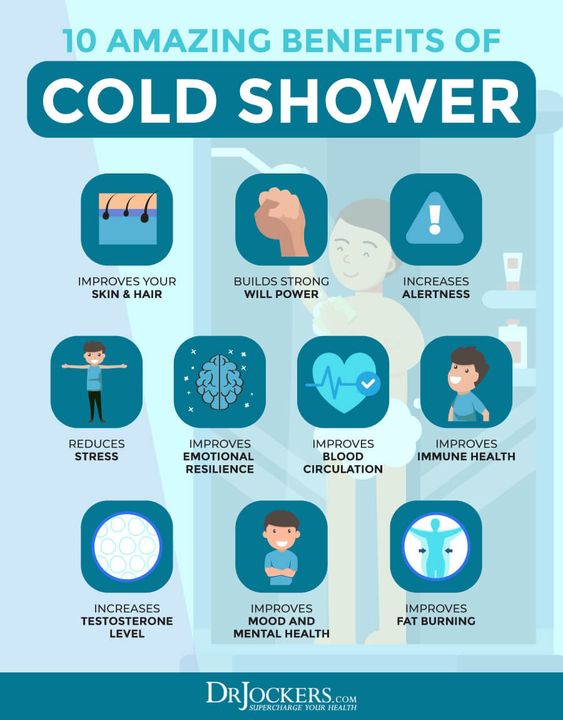 10 AMAZING BENEFITS OF
COLD SHOWER
IMPROVES YOUR
SKIN & HAIR
BUILDS STRONG
WILL POWER
INCREASES
ALERTNESS
REDUCES
STRESS
IMPROVES
EMOTIONAL
RESILIENCE
IMPROVES
BLOOD
CIRCULATION
IMPROVES
IMMUNE HEALTH
INCREASES
TESTOSTERONE
LEVEL
IMPROVES
MOOD AND
MENTAL HEALTH
IMPROVES
FAT BURNING
DRJOCKERS.COM
SUPERCHARGE YOUR HEALTH